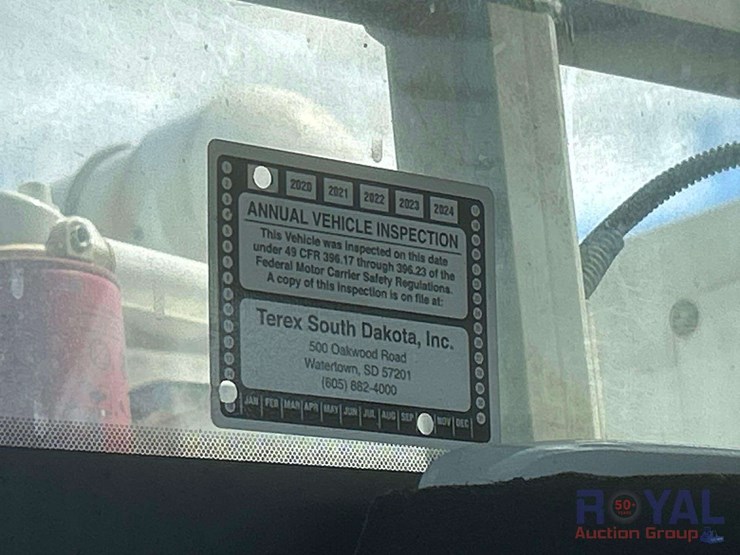 2020 2021 2022 2023 2024
ANNUAL VEHICLE INSPECTION
This Vehicle was inspected on this date
under 49 CFR 396.17 through 396.23 of the
Federal Motor Carrier Safety Regulations.
A copy of this inspection is on file at:
Terex South Dakota, Inc.
500 Oakwood Road
Watertown, SD 57201
(605) 882-4000
JAN FEB MAR APR MAY JUN JUL AUG SEP NOV DEC
ROYAL
50
Auction Group